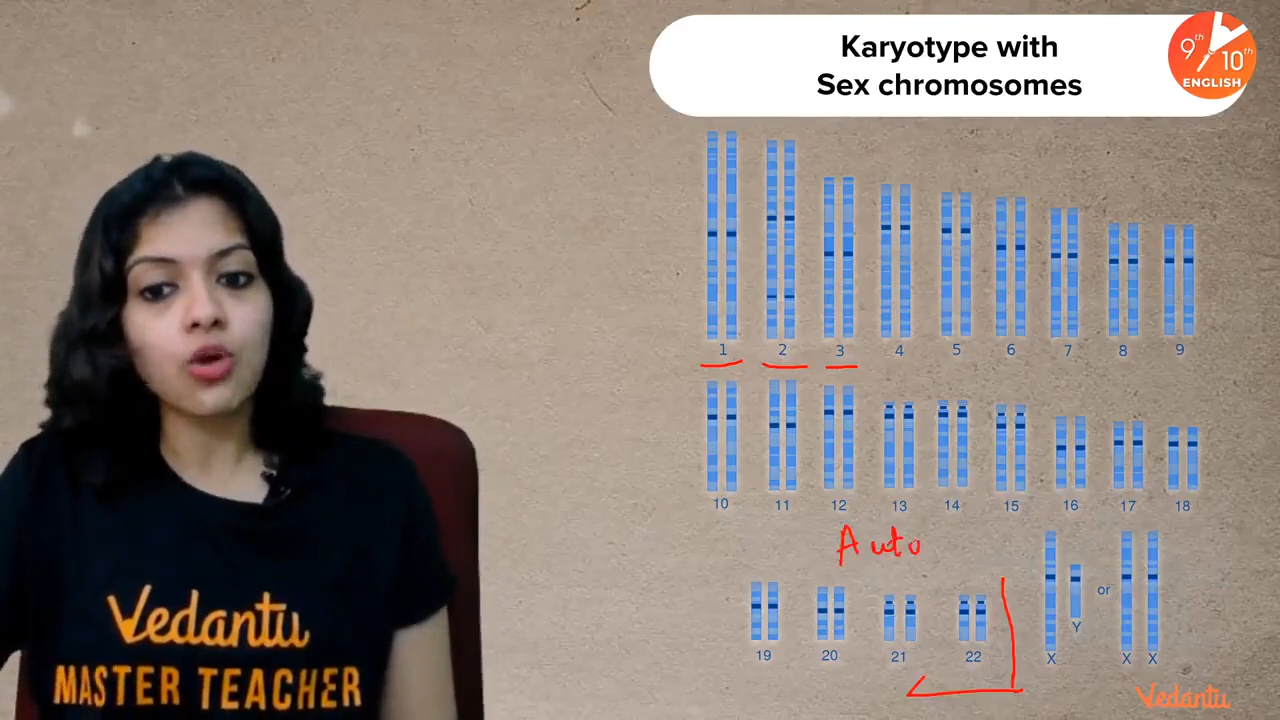 Karyotype with
Sex chromosomes
9th
10th
ENGLISH
1 2 3 4 5 6 7 8 9
10 11 12 13 14 15 16 17 18
Auto
or
Y
19 20 21 22 X X X
Vedantu
MASTER TEACHER
Vedantu